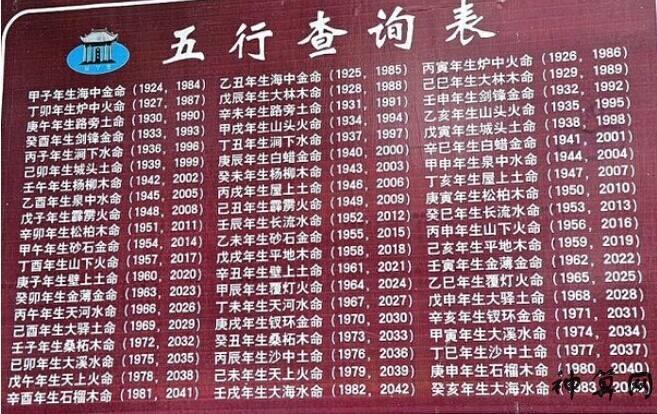 五行查询表
甲子年生海中金命(1924,1984) 乙丑年生海中金命(1925,1985) 丙寅年生炉中火命(1926,1986)
丁卯年生炉中火命(1927,1987) 戊辰年生大林木命(1928,1988) 己巳年生大林木命(1929,1989)
庚午年生路旁土命(1930,1990) 辛未年生路旁土命(1931,1991) 壬申年生剑锋金命(1932,1992)
癸酉年生剑锋金命(1933,1993) 甲戌年生山头火命(1934,1994) 乙亥年生山头火命(1935,1995)
丙子年生涧下水命(1936,1996) 丁丑年生涧下水命(1937,1997) 戊寅年生城头土命(1938,1998)
己卯年生城头土命(1939,1999) 庚辰年生白蜡金命(1940,2000) 辛巳年生白蜡金命(1941,2001)
壬午年生杨柳木命(1942,2002) 癸未年生杨柳木命(1943,2003) 甲申年生泉中水命(1944,2004)
乙酉年生泉中水命(1945,2005) 丙戌年生屋上土命(1946,2006) 丁亥年生屋上土命(1947,2007)
戊子年生霹雳火命(1948,2008) 己丑年生霹雳火命(1949,2009) 庚寅年生松柏木命(1950,2010)
辛卯年生松柏木命(1951,2011) 壬辰年生长流水命(1952,2012) 癸巳年生长流水命(1953,2013)
甲午年生砂石金命(1954,2014) 乙未年生砂石金命(1955,2015) 丙申年生山下火命(1956,2016)
丁酉年生山下火命(1957,2017) 戊戌年生平地木命(1958,2018) 己亥年生平地木命(1959,2019)
庚子年生壁上土命(1960,2020) 辛丑年生壁上土命(1961,2021) 壬寅年生金薄金命(1962,2022)
癸卯年生金薄金命(1963,2023) 甲辰年生覆灯火命(1964,2024) 乙巳年生覆灯火命(1965,2025)
丙午年生天河水命(1966,2026) 丁未年生天河水命(1967,2027) 戊申年生大驿土命(1968,2028)
己酉年生大驿土命(1969,2029) 庚戌年生钗环金命(1970,2030) 辛亥年生钗环金命(1971,2031)
壬子年生桑柘木命(1972,2032) 癸丑年生桑柘木命(1973,2033) 甲寅年生大溪水命(1974,2034)
己卯年生大溪水命(1975,2035) 丙辰年生沙中土命(1976,2036) 丁巳年生沙中土命(1977,2037)
戊午年生天上火命(1978,2038) 己未年生天上火命(1979,2039) 庚申年生石榴木命(1980,2040)
辛酉年生石榴木命(1981,2041) 壬戌年生大海水命(1982,2042) 癸亥年生大海水命
神算网